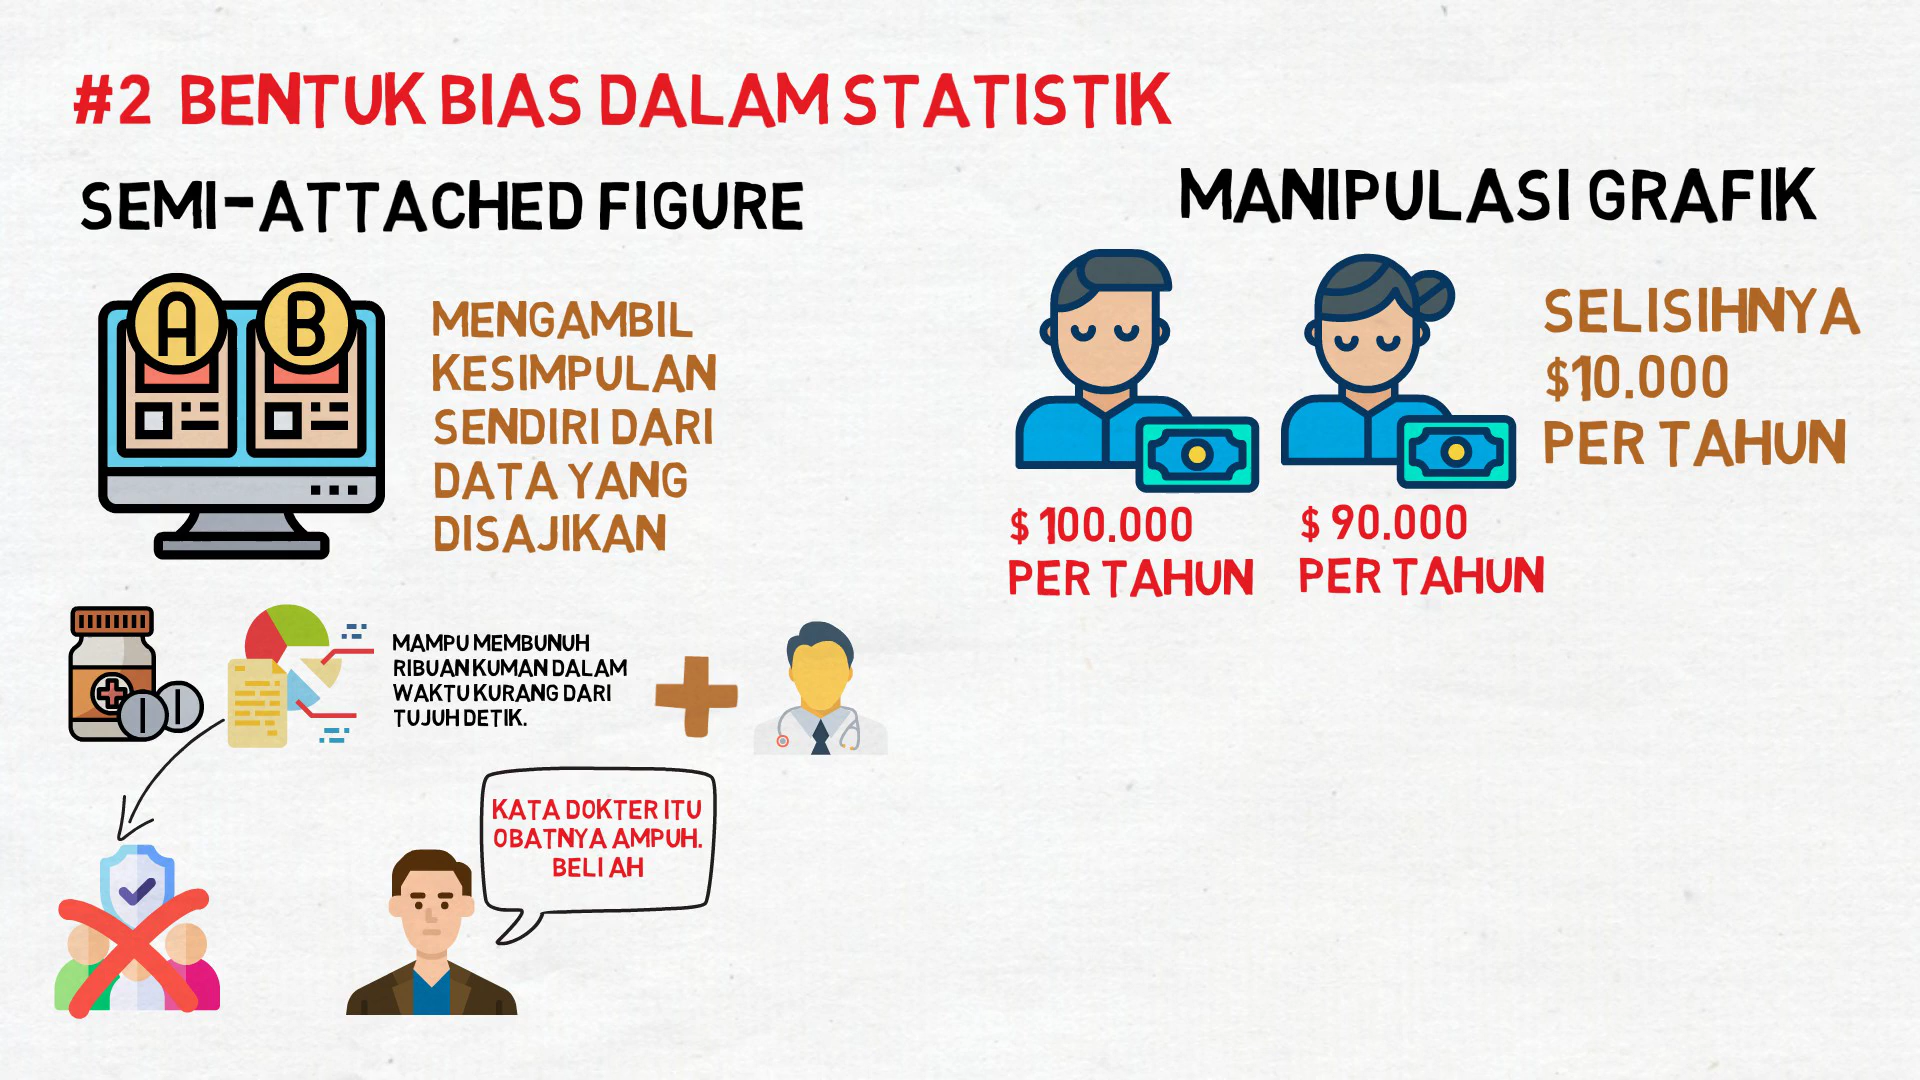 #2 BENTUK BIAS DALAM STATISTIK
SEMI-ATTACHED FIGURE
A B
MENGAMBIL
KESIMPULAN
SENDIRI DARI
DATA YANG
DISAJIKAN
MAMPU MEMBUNUH
RIBUAN KUMAN DALAM
WAKTU KURANG DARI
TUJUH DETIK.
KATA DOKTER ITU
OBATNYA AMPUH.
BELI AH
MANIPULASI GRAFIK
SELISIHNYA
$10.000
PER TAHUN
$ 100.000
PER TAHUN
$ 90.000
PER TAHUN